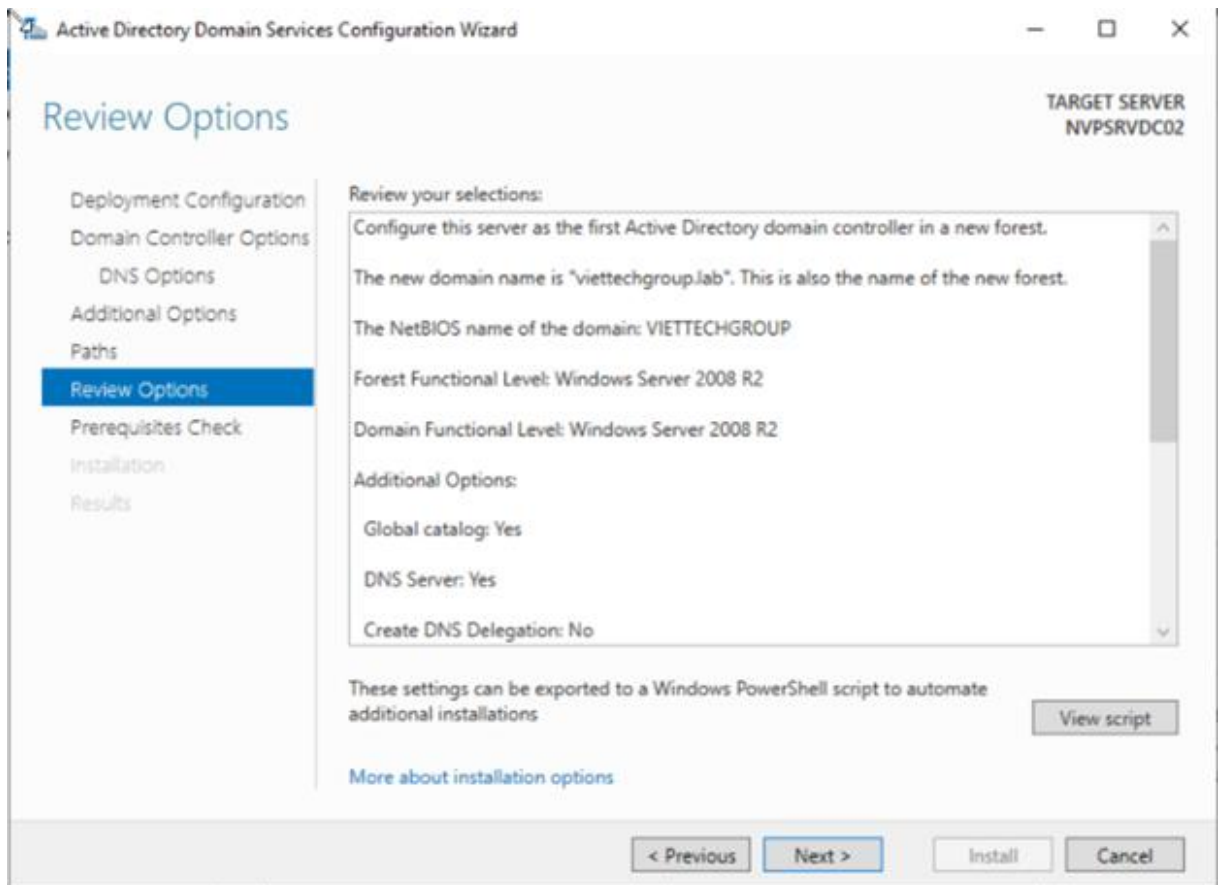 Active Directory Domain Services Configuration Wizard
Review Options
TARGET SERVER
NVPSRVDC02
Deployment Configuration
Domain Controller Options
DNS Options
Additional Options
Paths
Review Options
Prerequisites Check
Installation
Results
Review your selections:
Configure this server as the first Active Directory domain controller in a new forest.
The new domain name is "viettechgroup.lab". This is also the name of the new forest.
The NetBIOS name of the domain: VIETTECHGROUP
Forest Functional Level: Windows Server 2008 R2
Domain Functional Level: Windows Server 2008 R2
Additional Options:
Global catalog: Yes
DNS Server: Yes
Create DNS Delegation: No
These settings can be exported to a Windows PowerShell script to automate
additional installations
View script
More about installation options
< Previous
Next >
Install
Cancel